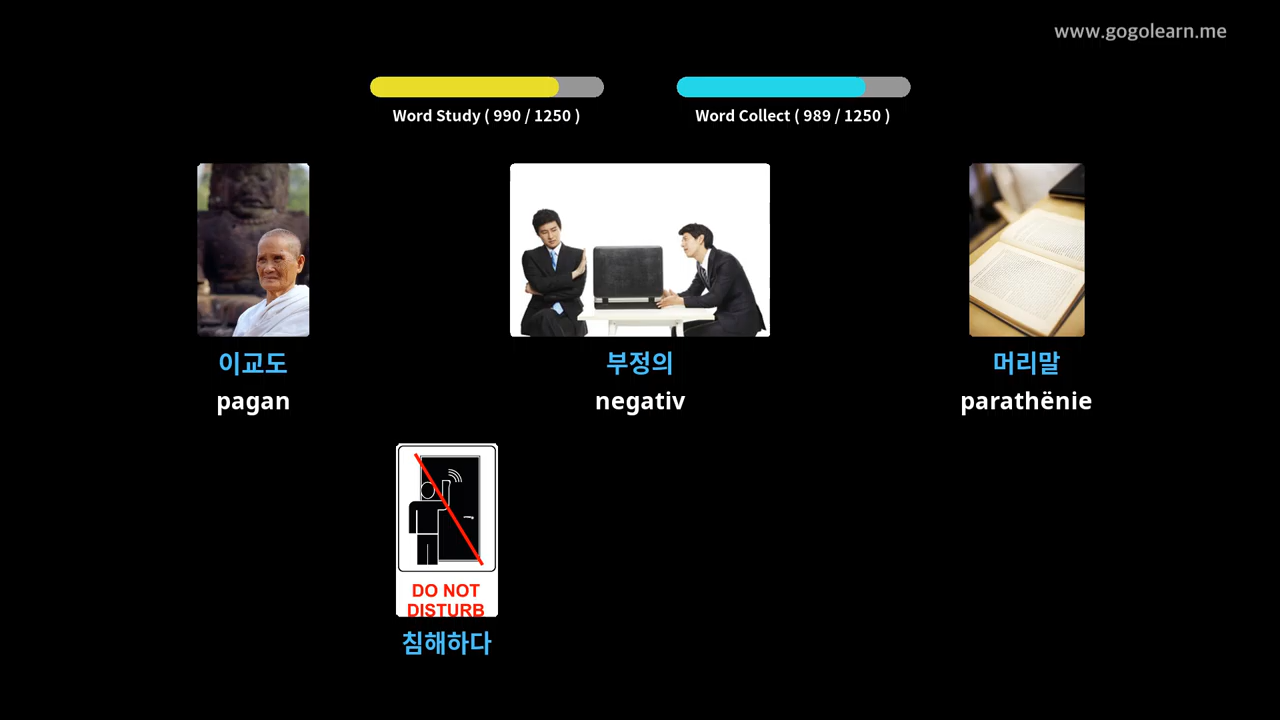 www.gogolearn.me
Word Study ( 990 / 1250 )
Word Collect ( 989 / 1250 )
이교도
pagan
부정의
negativ
머리말
parathënie
DO NOT
DISTURB
침해하다